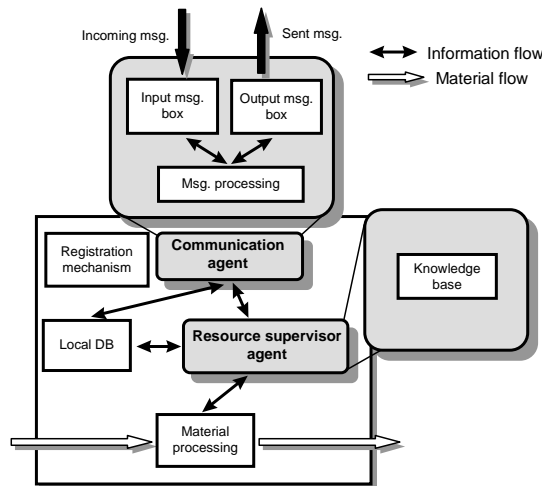 Incoming msg.
Sent msg.
Information flow
Material flow
Input msg.
box
Output msg.
box
Msg. processing
Registration
mechanism
Communication
agent
Knowledge
base
Local DB
Resource supervisor
agent
Material
processing